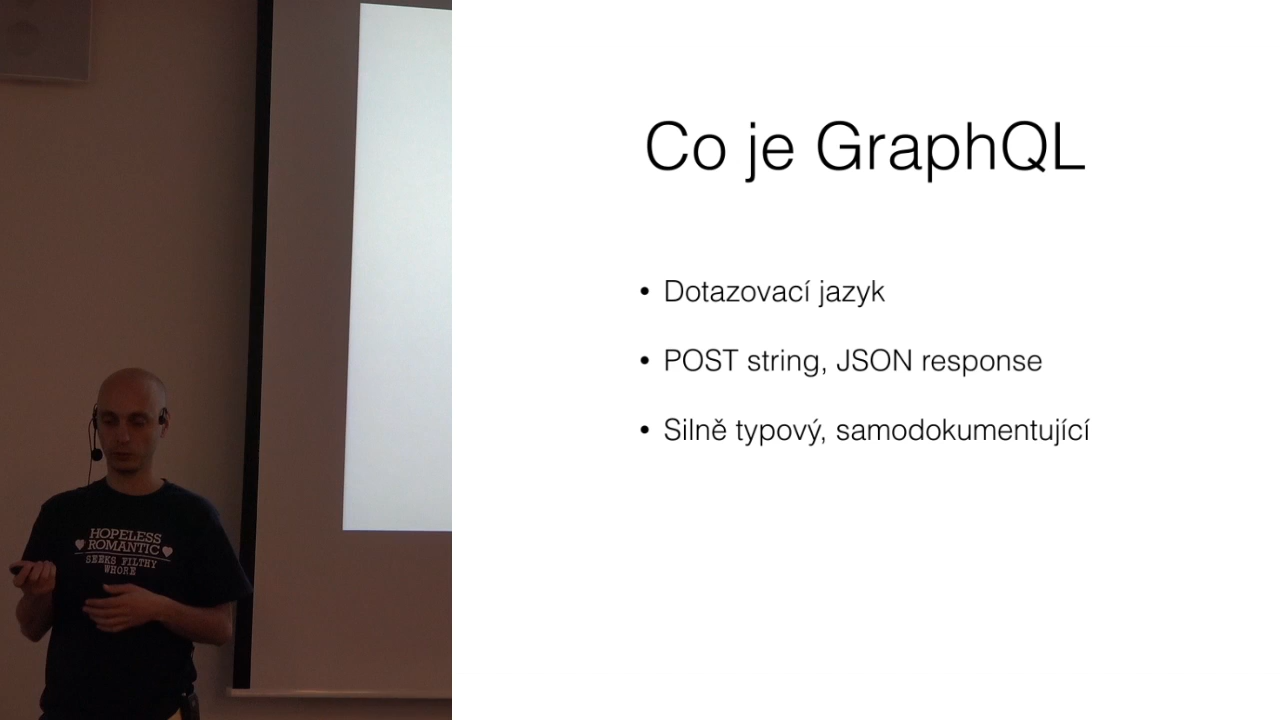 Co je GraphQL
• Dotazovací jazyk
• POST string, JSON response
• Silně typový, samodokumentující
HOPELESS
ROMANTIC
SEEKS FILTHY
WHORE